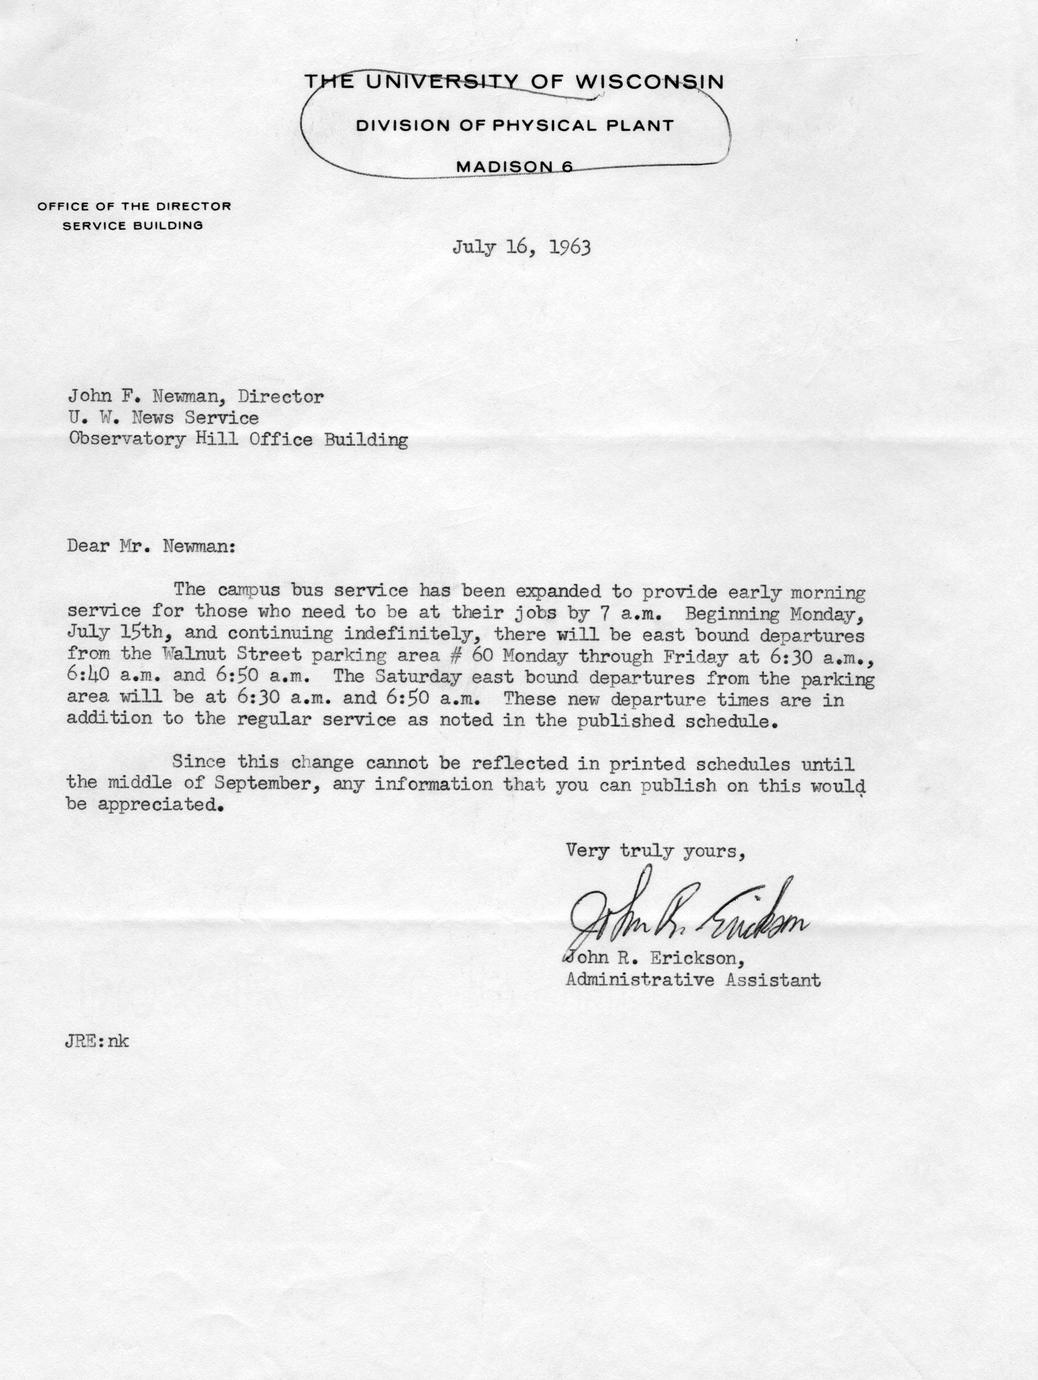 THE UNIVERSITY OF WISCONSIN
DIVISION OF PHYSICAL PLANT
MADISON 6
OFFICE OF THE DIRECTOR
SERVICE BUILDING
July 16, 1963
John F. Newman, Director
U. W. News Service
Observatory Hill Office Building
Dear Mr. Newman:
The campus bus service has been expanded to provide early morning
service for those who need to be at their jobs by 7 a.m.  Beginning Monday,
July 15th, and continuing indefinitely, there will be east bound departures
from the Walnut Street parking area # 60 Monday through Friday at 6:30 a.m.,
6:40 a.m. and 6:50 a.m.  The Saturday east bound departures from the parking
area will be at 6:30 a.m. and 6:50 a.m.  These new departure times are in
addition to the regular service as noted in the published schedule.
Since this change cannot be reflected in printed schedules until
the middle of September, any information that you can publish on this would
be appreciated.
Very truly yours,
John R. Erickson
John R. Erickson,
Administrative Assistant
JRE:nk